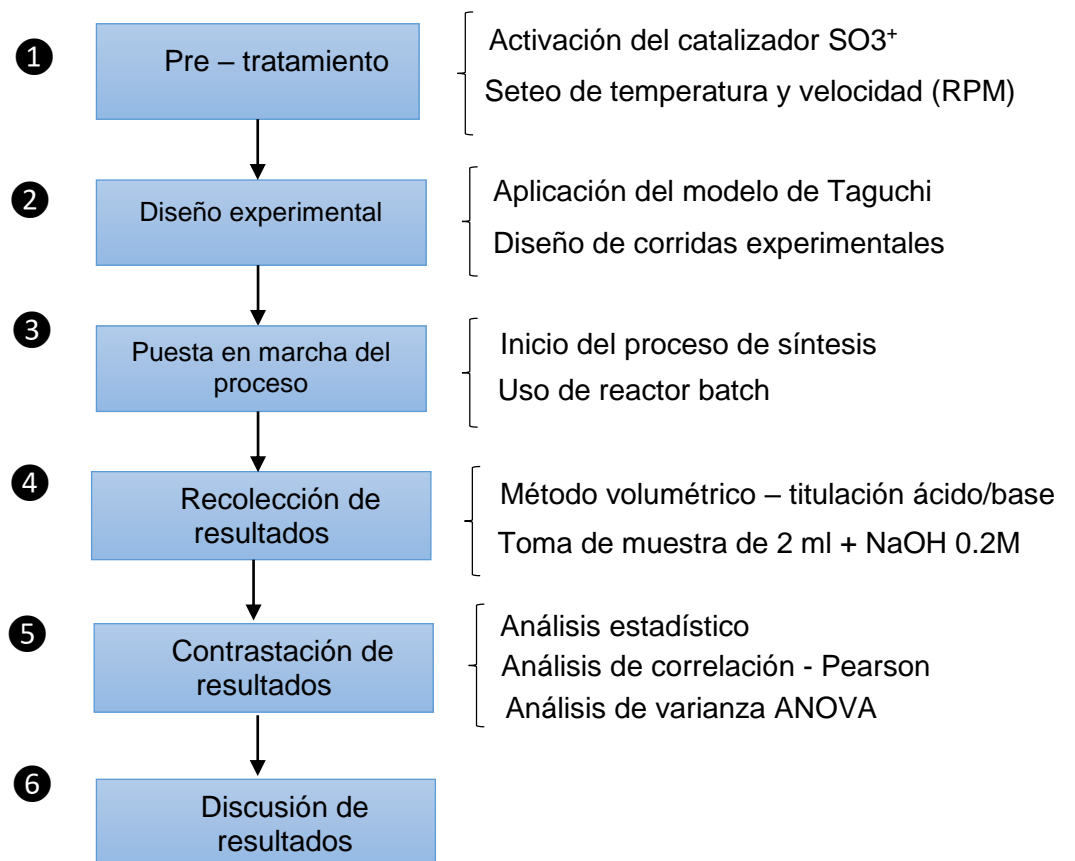 ❶
Pre – tratamiento
Activación del catalizador SO3⁺
Seteo de temperatura y velocidad (RPM)
❷
Diseño experimental
Aplicación del modelo de Taguchi
Diseño de corridas experimentales
❸
Puesta en marcha del
proceso
Inicio del proceso de síntesis
Uso de reactor batch
❹
Recolección de
resultados
Método volumétrico – titulación ácido/base
Toma de muestra de 2 ml + NaOH 0.2M
❺
Contrastación de
resultados
Análisis estadístico
Análisis de correlación - Pearson
Análisis de varianza ANOVA
❻
Discusión de
resultados